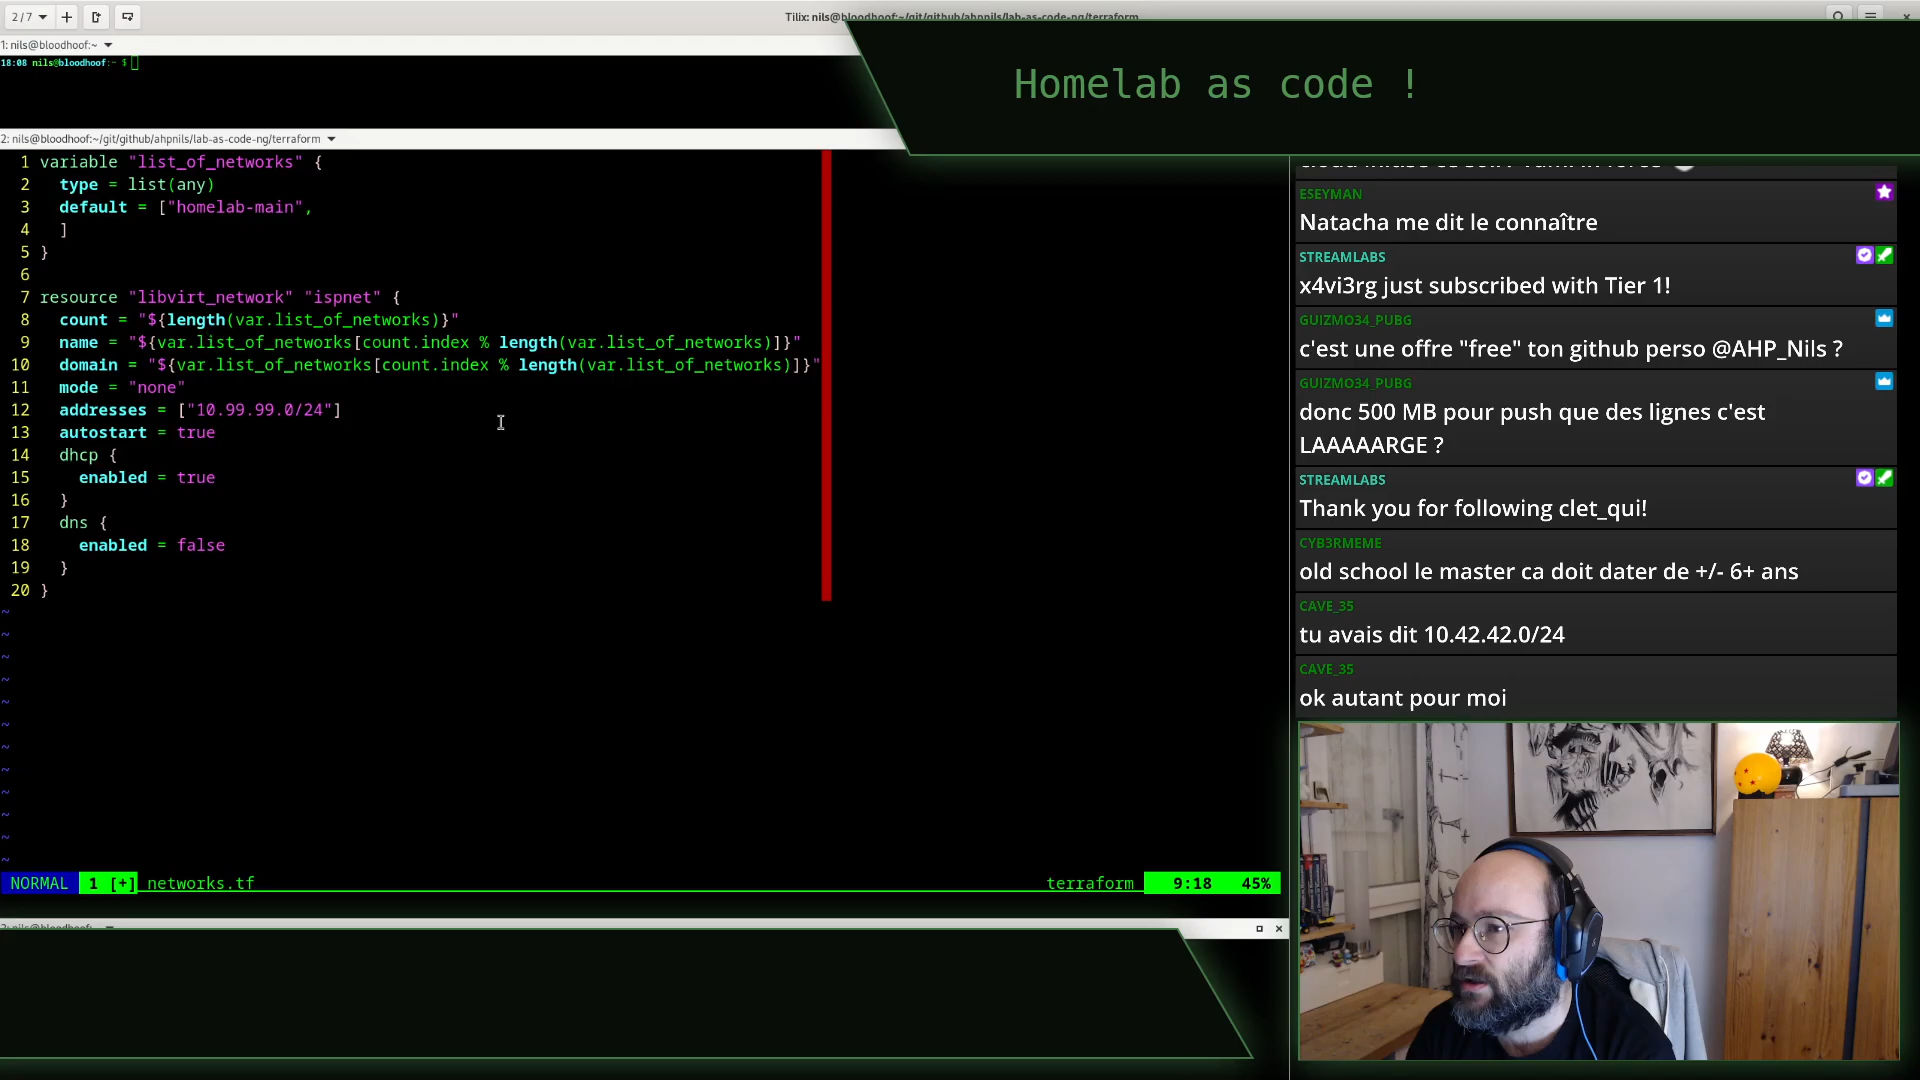 2/7
Tilix: nils@bloodhoof:~/git/github/ahpnils/lab-as-code-ng/terraform
1: nils@bloodhoof:~
18:08 nils@bloodhoof:~ $
Homelab as code !
2: nils@bloodhoof:~/git/github/ahpnils/lab-as-code-ng/terraform
1 variable "list_of_networks" {
2   type = list(any)
3   default = ["homelab-main",
4   ]
5 }
6
7 resource "libvirt_network" "ispnet" {
8   count = "${length(var.list_of_networks)}"
9   name = "${var.list_of_networks[count.index % length(var.list_of_networks)]}"
10   domain = "${var.list_of_networks[count.index % length(var.list_of_networks)]}"
11   mode = "none"
12   addresses = ["10.99.99.0/24"]
13   autostart = true
14   dhcp {
15     enabled = true
16   }
17   dns {
18     enabled = false
19   }
20 }
~
~
~
~
~
~
~
~
~
~
~
~
NORMAL 1 [+] networks.tf terraform 9:18 45%
ESEYMAN
Natacha me dit le connaître
STREAMLABS
x4vi3rg just subscribed with Tier 1!
GUIZMO34_PUBG
c'est une offre "free" ton github perso @AHP_Nils ?
GUIZMO34_PUBG
donc 500 MB pour push que des lignes c'est
LAAAAARGE ?
STREAMLABS
Thank you for following clet_qui!
CYB3RMEME
old school le master ca doit dater de +/- 6+ ans
CAVE_35
tu avais dit 10.42.42.0/24
CAVE_35
ok autant pour moi